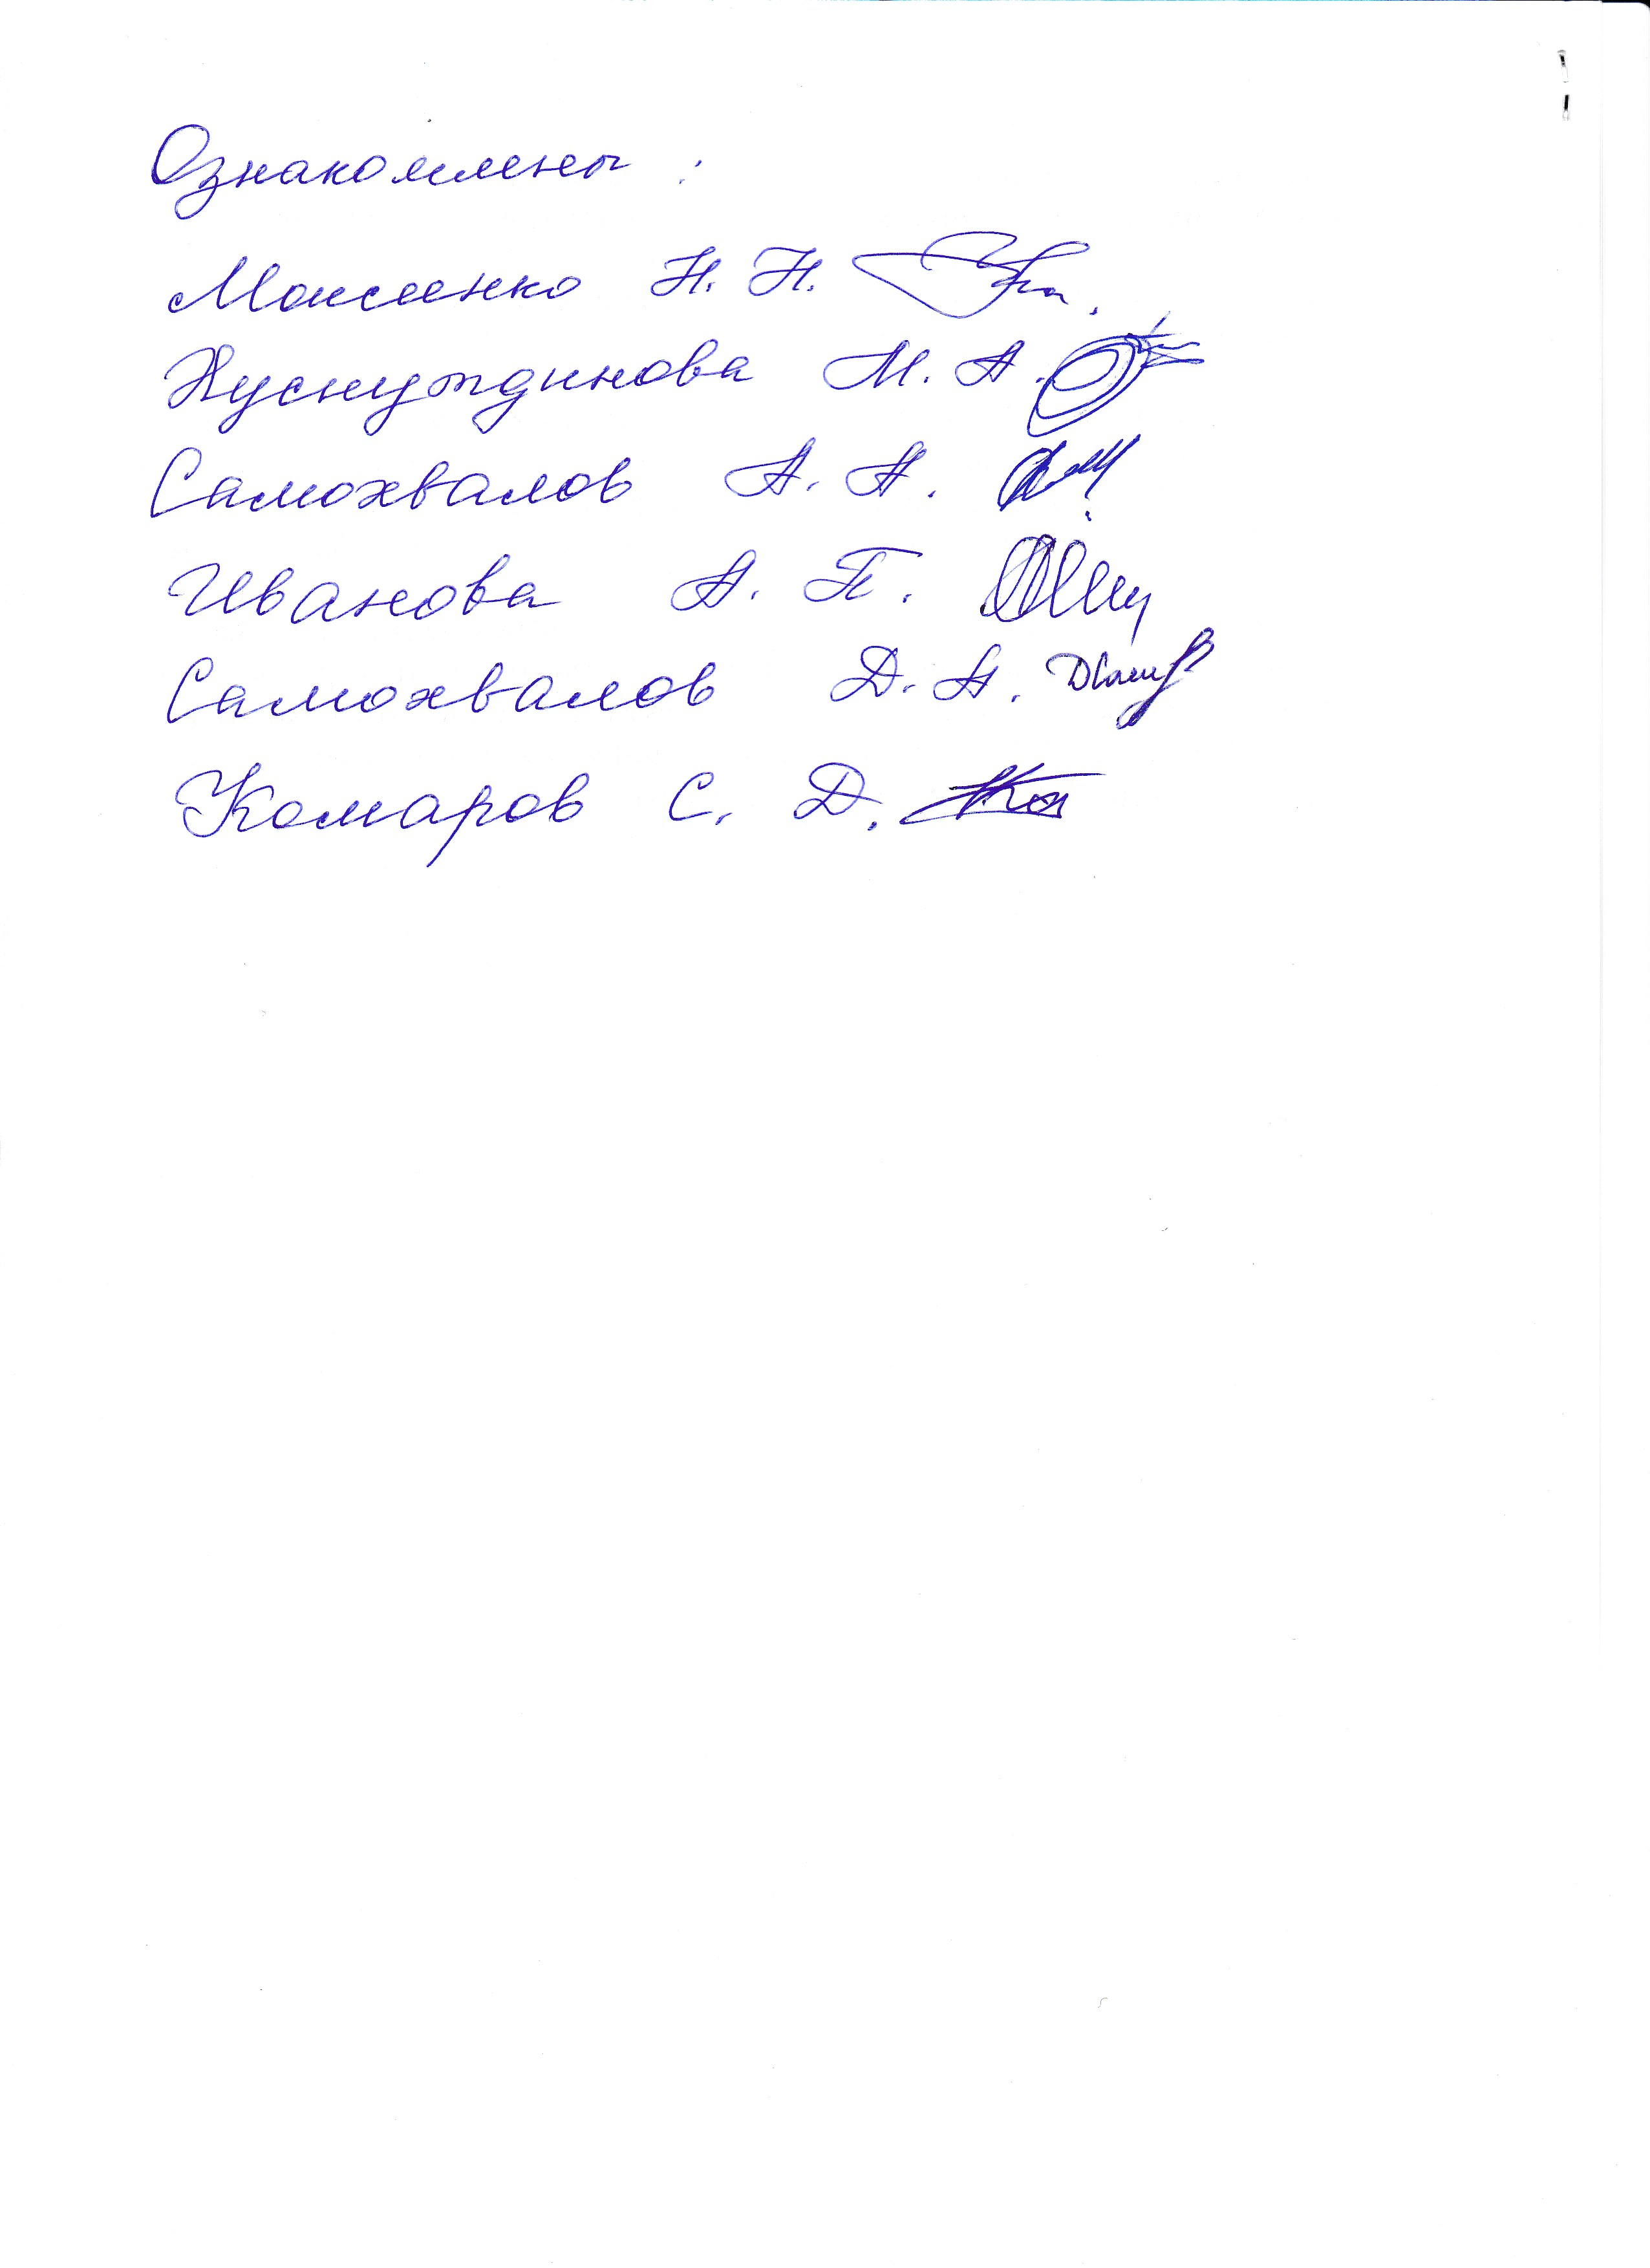 Ознакомлены:
Моисеенко Н. Н.
Хуснутдинова М. А.
Самохвалов А. А.
Иванова А. П.
Самохвалов Д. А.
Комаров С. Д.